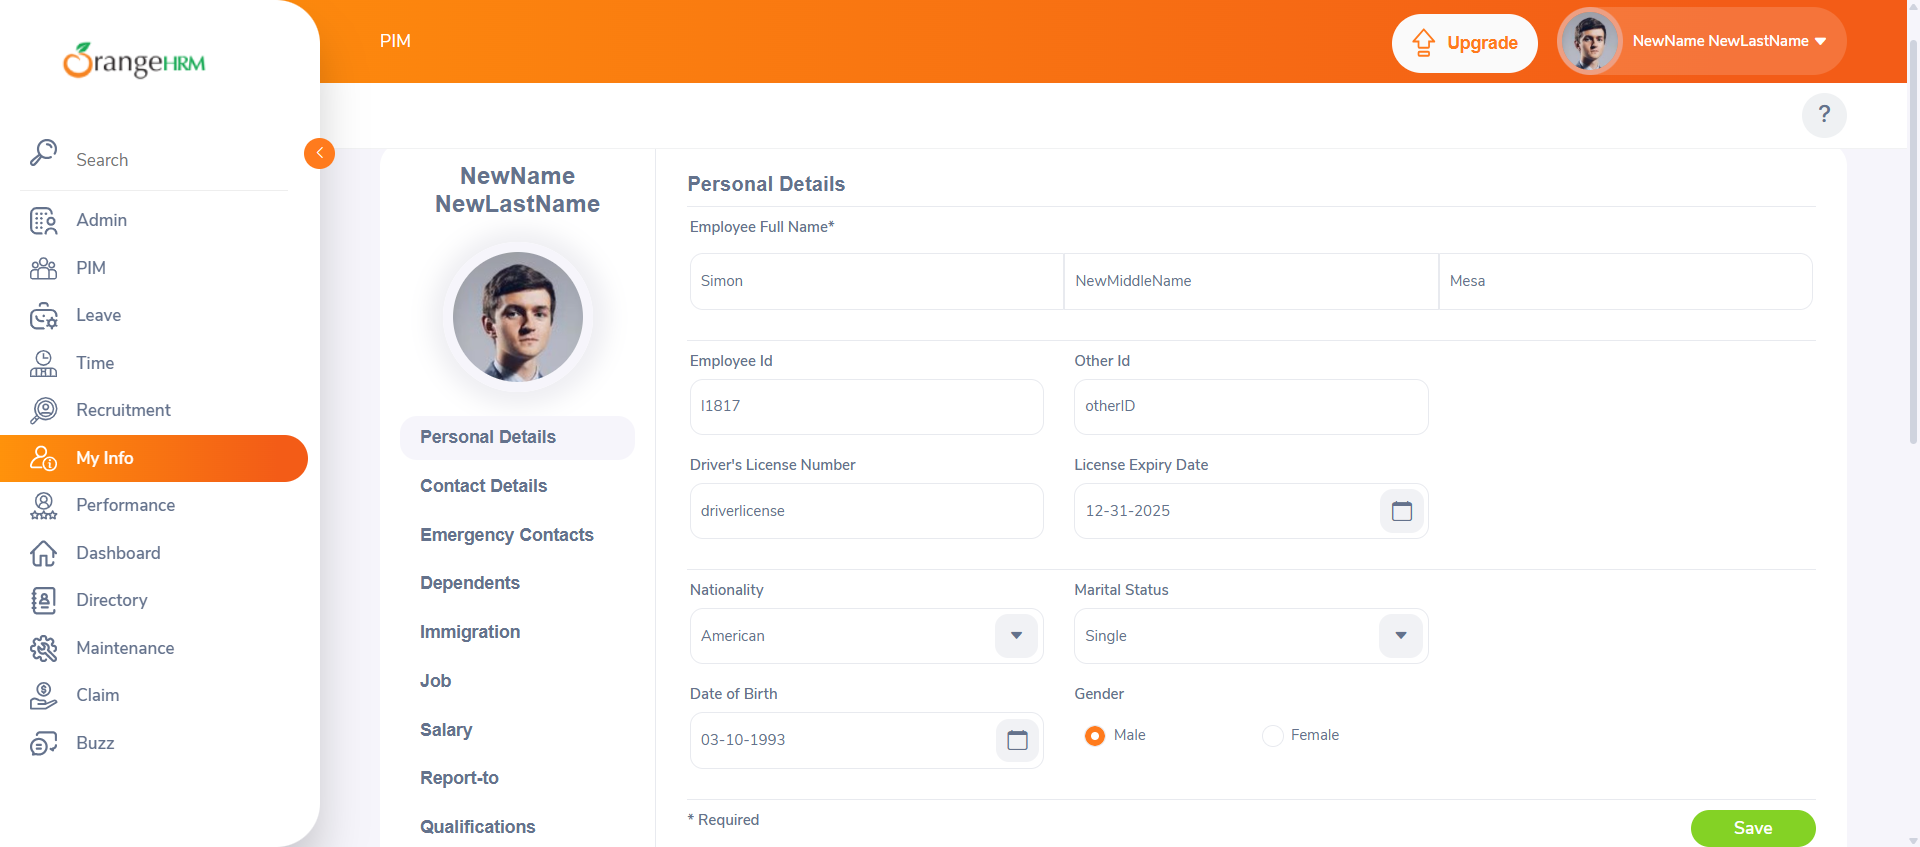 OrangeHRM
Search
Admin
PIM
Leave
Time
Recruitment
My Info
Performance
Dashboard
Directory
Maintenance
Claim
Buzz
PIM
Upgrade
NewName NewLastName
?
NewName
NewLastName
Personal Details
Contact Details
Emergency Contacts
Dependents
Immigration
Job
Salary
Report-to
Qualifications
Personal Details
Employee Full Name*
Simon NewMiddleName Mesa
Employee Id Other Id
I1817 otherID
Driver's License Number License Expiry Date
driverlicense 12-31-2025
Nationality Marital Status
American Single
Date of Birth Gender
03-10-1993 Male Female
* Required
Save